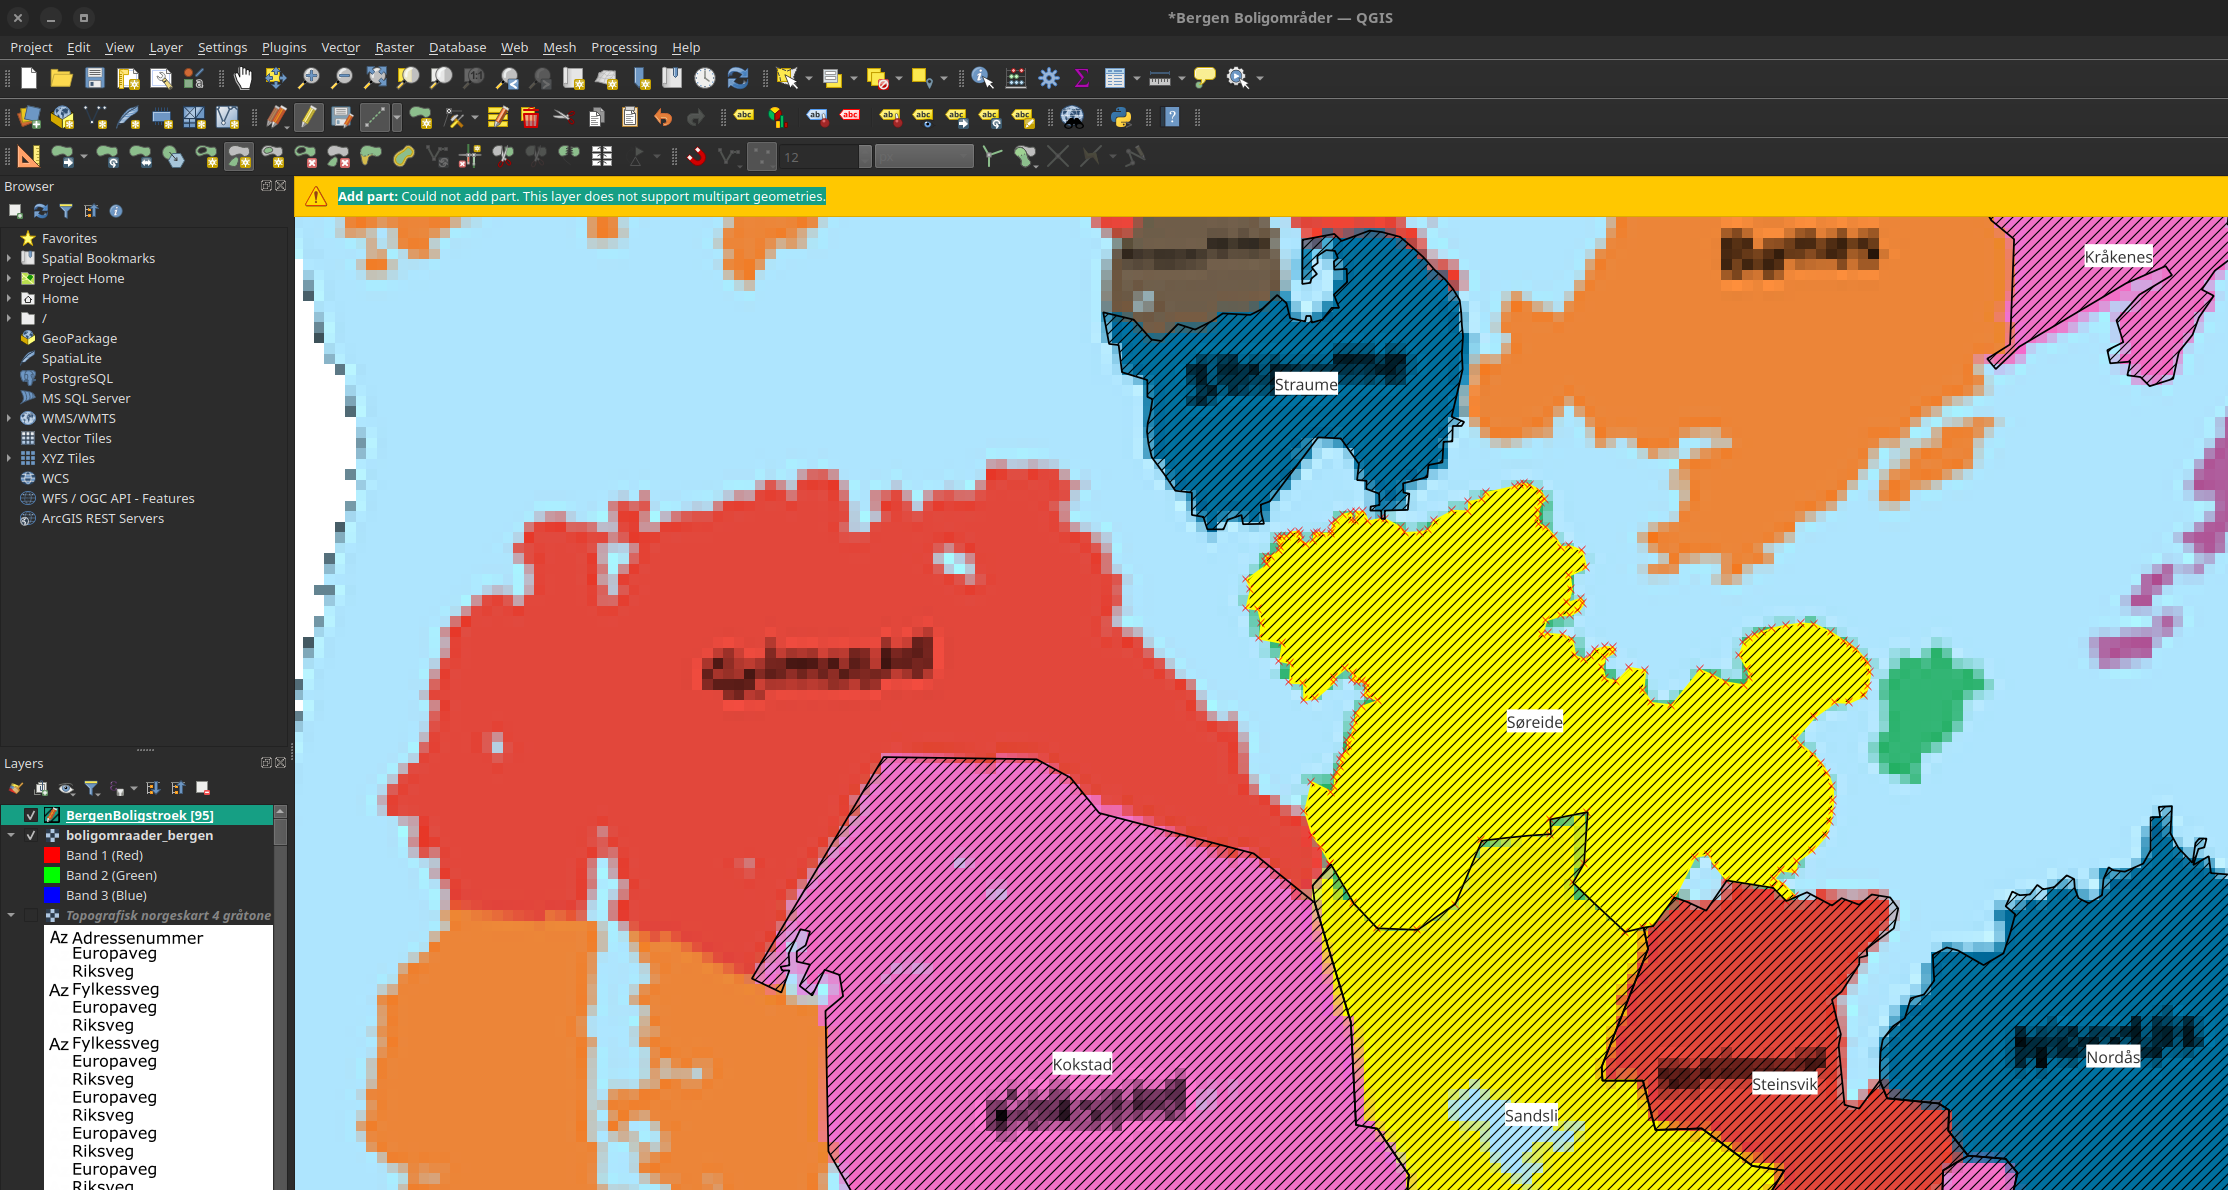 *Bergen Boligområder — QGIS
Project Edit View Layer Settings Plugins Vector Raster Database Web Mesh Processing Help
12
Browser
Add part: Could not add part. This layer does not support multipart geometries.
Favorites
Spatial Bookmarks
Project Home
Home
/
GeoPackage
SpatiaLite
PostgreSQL
MS SQL Server
WMS/WMTS
Vector Tiles
XYZ Tiles
WCS
WFS / OGC API - Features
ArcGIS REST Servers
Kråkenes
Straume
Søreide
Kokstad
Nordås
Steinsvik
Sandsli
Layers
BergenBoligstroek [95]
boligomraader_bergen
Band 1 (Red)
Band 2 (Green)
Band 3 (Blue)
Topografisk norgeskart 4 gråtone
Az Adressenummer
Europaveg
Riksveg
Az Fylkessveg
Europaveg
Riksveg
Az Fylkessveg
Europaveg
Riksveg
Europaveg
Riksveg
Europaveg
Riksveg
Europaveg
Riksveg